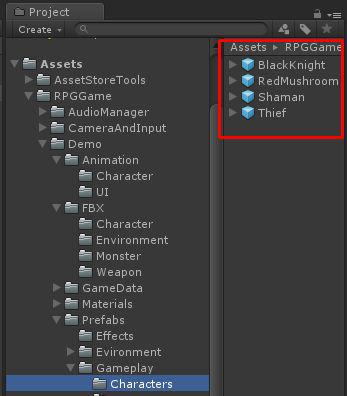 Project
Create
Assets
AssetStoreTools
RPGGame
AudioManager
CameraAndInput
Demo
Animation
Character
UI
FBX
Character
Environment
Monster
Weapon
GameData
Materials
Prefabs
Effects
Evironment
Gameplay
Characters
Assets ▸ RPGGame
BlackKnight
RedMushroom
Shaman
Thief